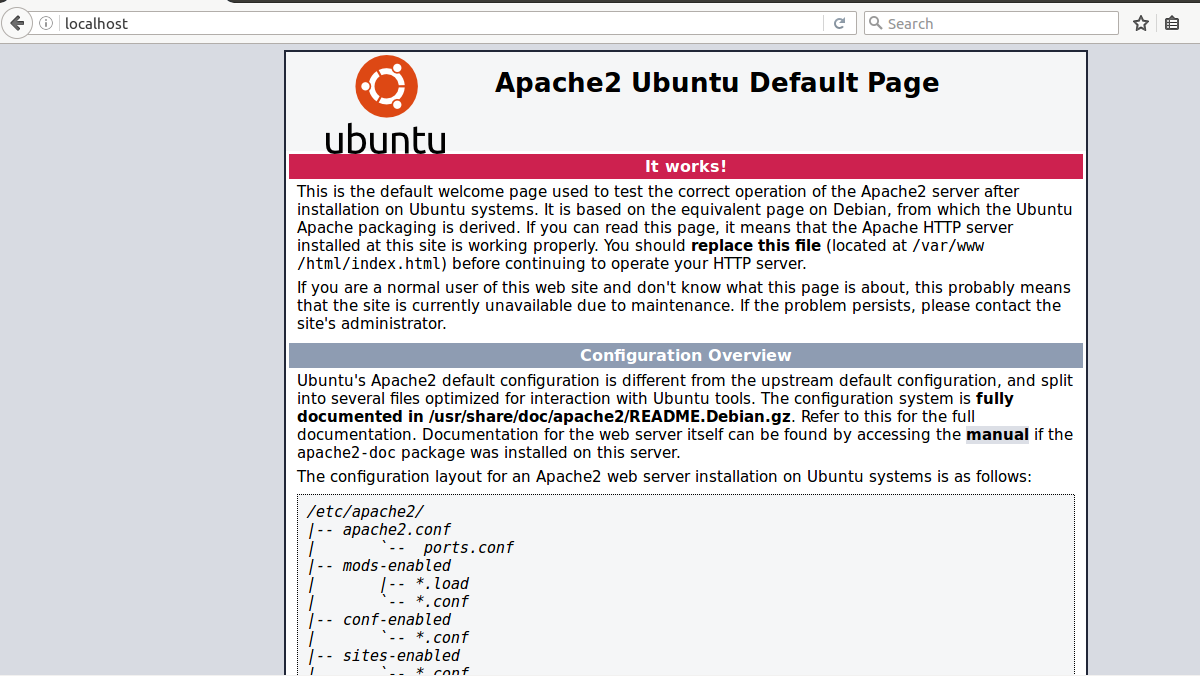 localhost
Search
ubuntu
Apache2 Ubuntu Default Page
It works!
This is the default welcome page used to test the correct operation of the Apache2 server after
installation on Ubuntu systems. It is based on the equivalent page on Debian, from which the Ubuntu
Apache packaging is derived. If you can read this page, it means that the Apache HTTP server
installed at this site is working properly. You should replace this file (located at /var/www
/html/index.html) before continuing to operate your HTTP server.
If you are a normal user of this web site and don't know what this page is about, this probably means
that the site is currently unavailable due to maintenance. If the problem persists, please contact the
site's administrator.
Configuration Overview
Ubuntu's Apache2 default configuration is different from the upstream default configuration, and split
into several files optimized for interaction with Ubuntu tools. The configuration system is fully
documented in /usr/share/doc/apache2/README.Debian.gz. Refer to this for the full
documentation. Documentation for the web server itself can be found by accessing the manual if the
apache2-doc package was installed on this server.
The configuration layout for an Apache2 web server installation on Ubuntu systems is as follows:
/etc/apache2/
|-- apache2.conf
|       `--  ports.conf
|-- mods-enabled
|       |-- *.load
|       `-- *.conf
|-- conf-enabled
|       `-- *.conf
|-- sites-enabled
|       `-- *.conf